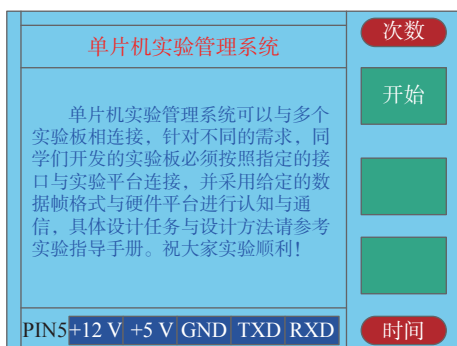 单片机实验管理系统
次数
开始
单片机实验管理系统可以与多个
实验板相连接，针对不同的需求，同
学们开发的实验板必须按照指定的接
口与实验平台连接，并采用给定的数
据帧格式与硬件平台进行认知与通
信，具体设计任务与设计方法请参考
实验指导手册。祝大家实验顺利！
PIN5 +12 V +5 V GND TXD RXD
时间